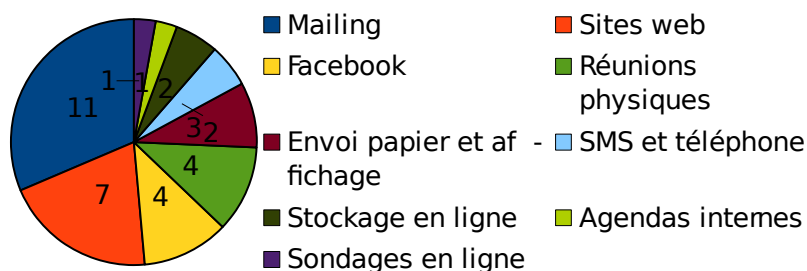 Mailing
Sites web
Facebook
Réunions
physiques
Envoi papier et af -
fichage
SMS et téléphone
Stockage en ligne
Agendas internes
Sondages en ligne
1
1
2
3
2
11
4
7
4